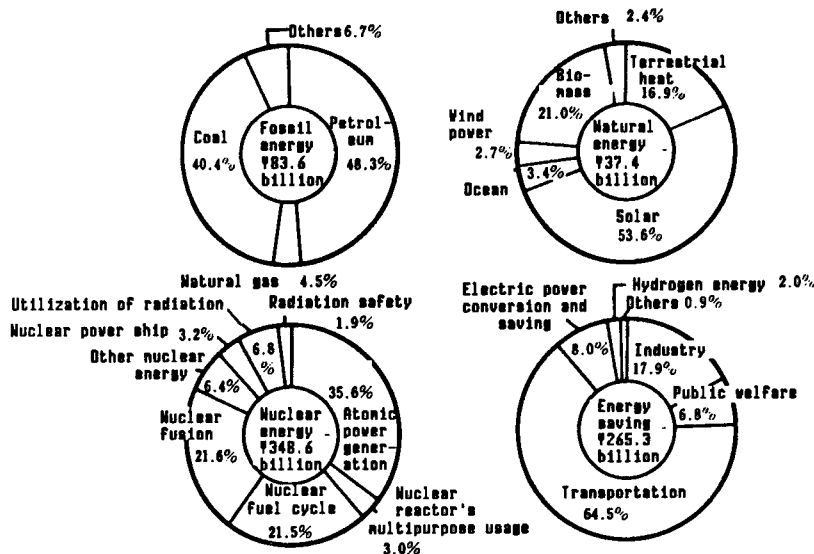 Others 6.7%
Coal
40.4%
Fossil
energy
¥83.6
billion
Petrol-
eum
48.3%
Natural gas 4.5%
Others 2.4%
Terrestrial
heat
16.9%
Bio-
mass
21.0%
Wind
power
2.7%
3.4%
Ocean
Natural
energy
¥37.4
billion
Solar
53.6%
Utilization of radiation
6.8
%
Radiation safety
1.9%
Nuclear power ship 3.2%
Other nuclear
energy
6.4%
Nuclear
fusion
21.6%
Nuclear
energy
¥348.6
billion
35.6%
Atomic
power
gener-
ation
Nuclear
fuel cycle
21.5%
Nuclear
reactor's
multipurpose usage
3.0%
Electric power
conversion and
saving
8.0%
Hydrogen energy 2.0%
Others 0.9%
Industry
17.9%
Public welfare
6.8%
Energy
saving
¥265.3
billion
Transportation
64.5%